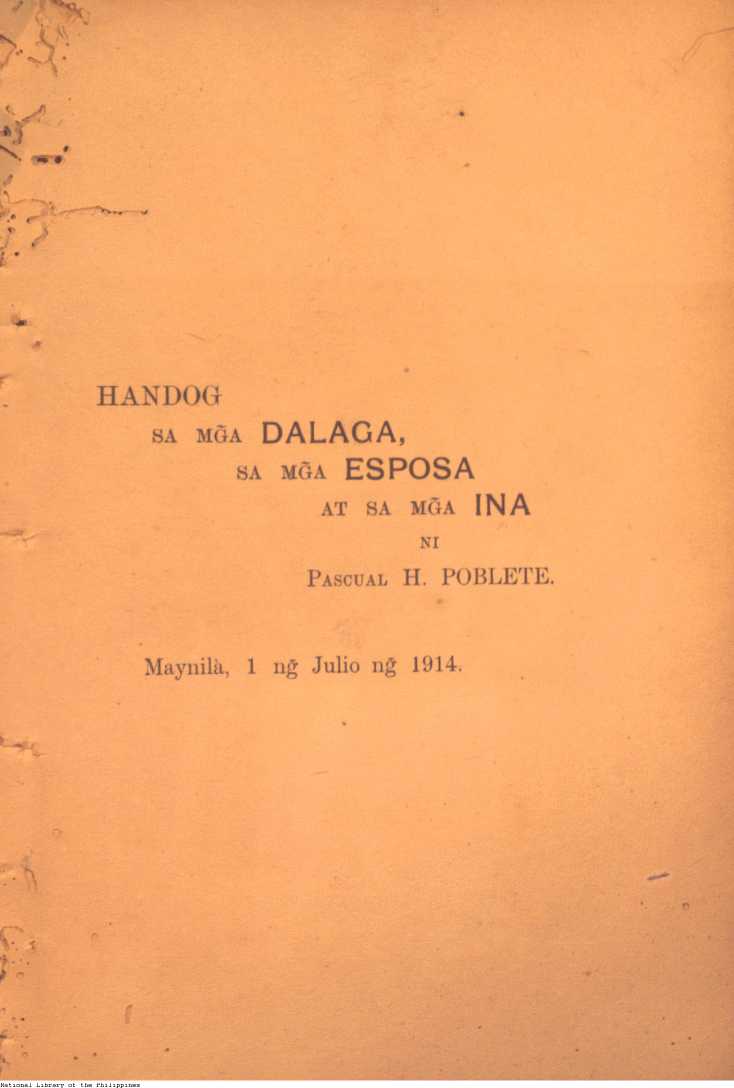 HANDOG
SA MG̃A DALAGA,
SA MG̃A ESPOSA
AT SA MG̃A INA
NI
PASCUAL H. POBLETE.
Maynilà, 1 ng̃ Julio ng̃ 1914.
National Library of the Philippines